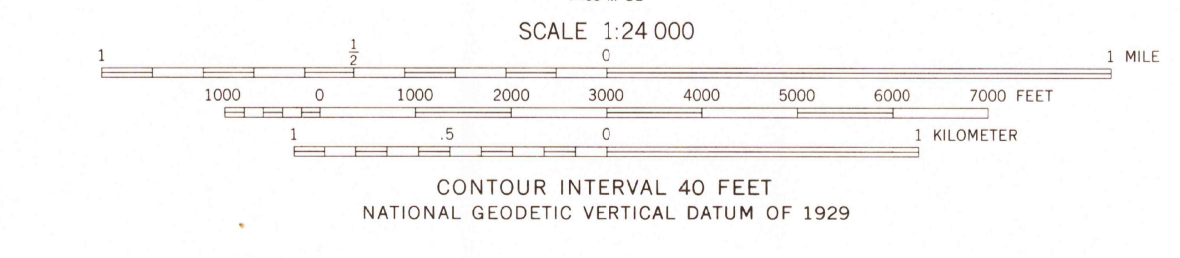 SCALE 1:24 000
1 1/2 0 1 MILE
1000 0 1000 2000 3000 4000 5000 6000 7000 FEET
1 .5 0 1 KILOMETER
CONTOUR INTERVAL 40 FEET
NATIONAL GEODETIC VERTICAL DATUM OF 1929